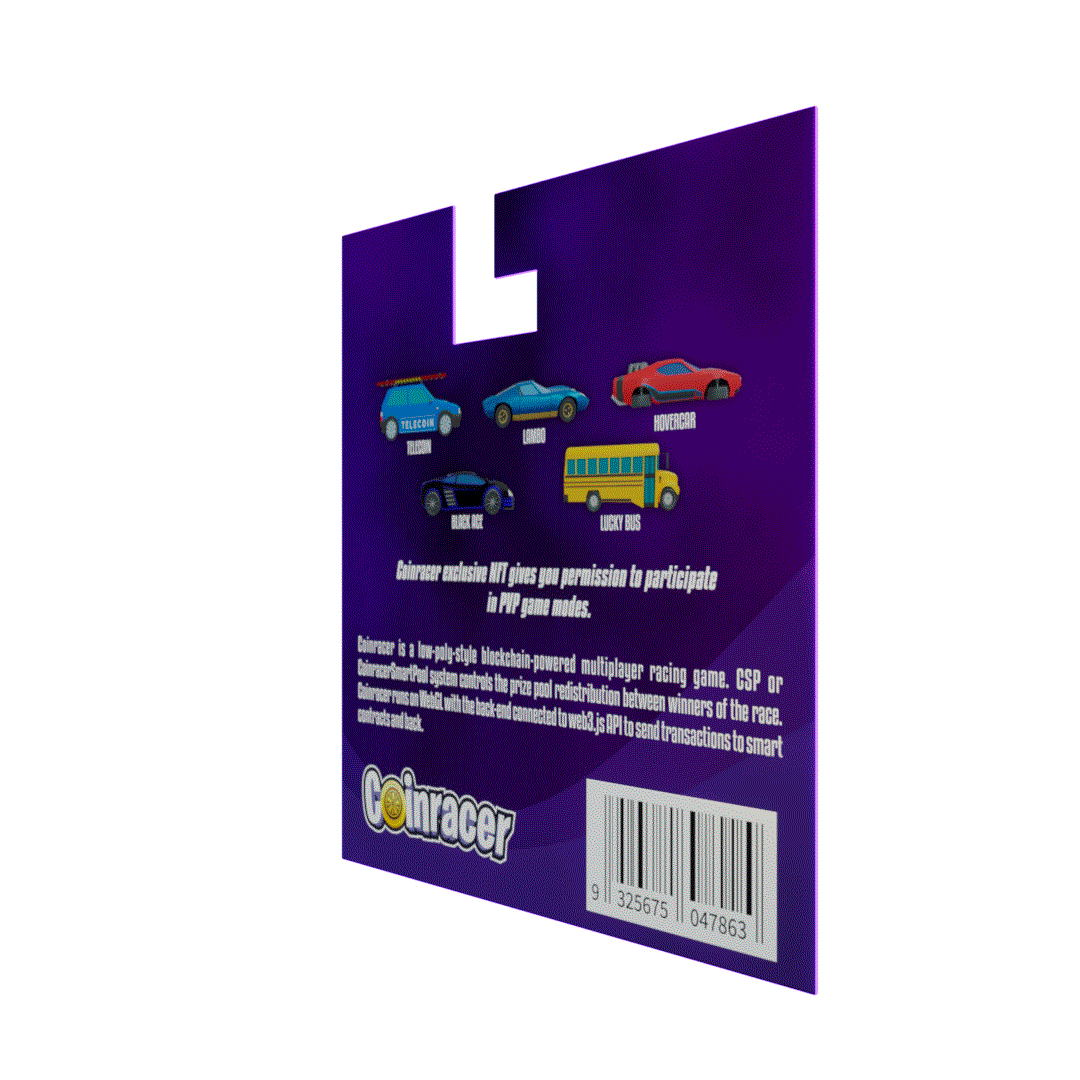 TELECOIN
TELECOIN
LAMBO
HOVERCAR
BLACK ACE
LUCKY BUS
Coinracer exclusive NFT gives you permission to participate
in PVP game modes.
Coinracer is a low-poly-style blockchain-powered multiplayer racing game. CSP or
CoinracerSmartPool system controls the prize pool redistribution between winners of the race.
Coinracer runs on WebGL with the back-end connected to web3.js API to send transactions to smart
contracts and back.
Coinracer
9 325675 047863